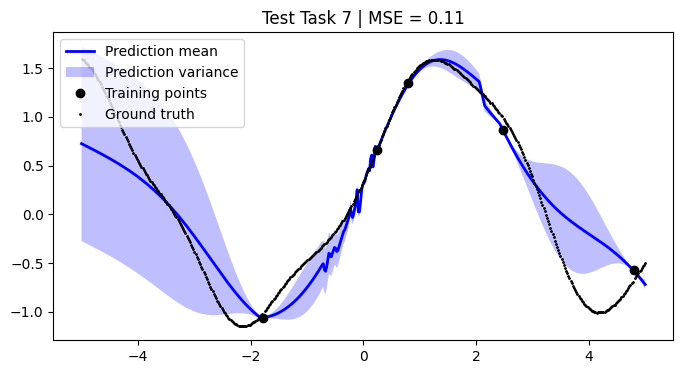 Test Task 7 | MSE = 0.11
Prediction mean
Prediction variance
Training points
Ground truth
1.5
1.0
0.5
0.0
−0.5
−1.0
−4
−2
0
2
4